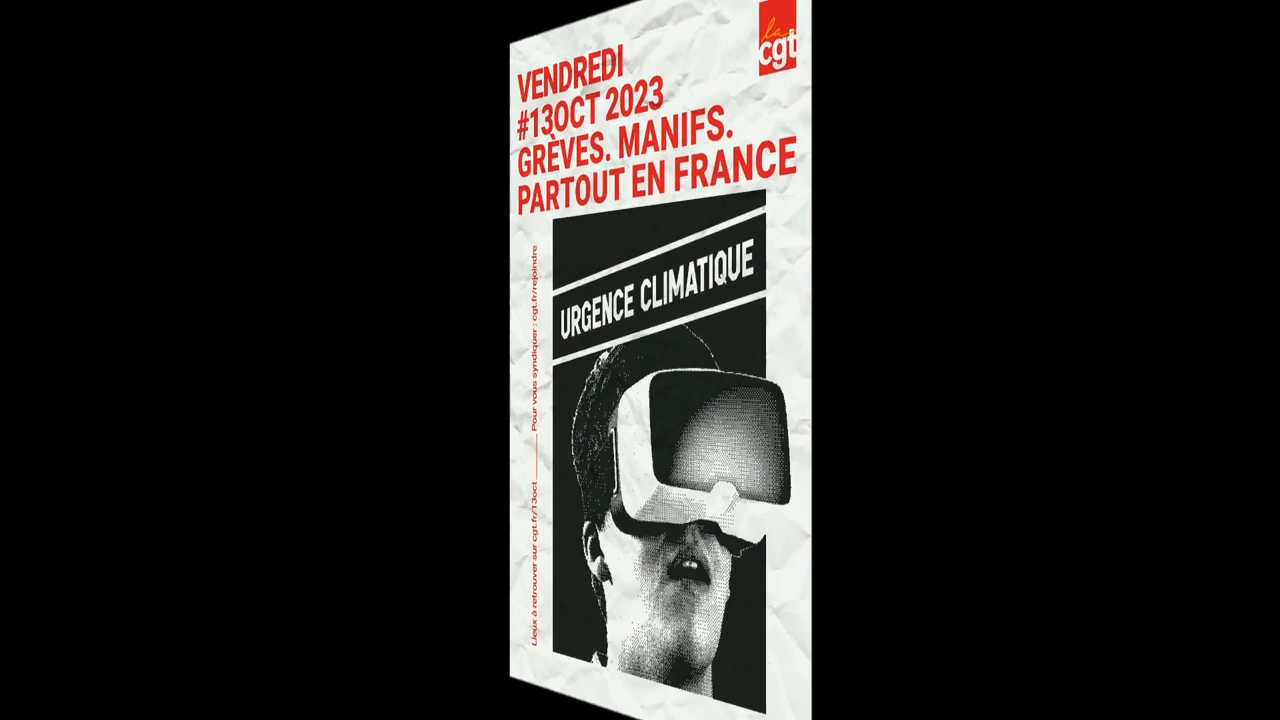 la
cgt
VENDREDI
#13OCT 2023
GRÈVES. MANIFS.
PARTOUT EN FRANCE
URGENCE CLIMATIQUE
Lieux à retrouver sur cgt.fr/13oct ______ Pour vous syndiquer : cgt.fr/rejoindre